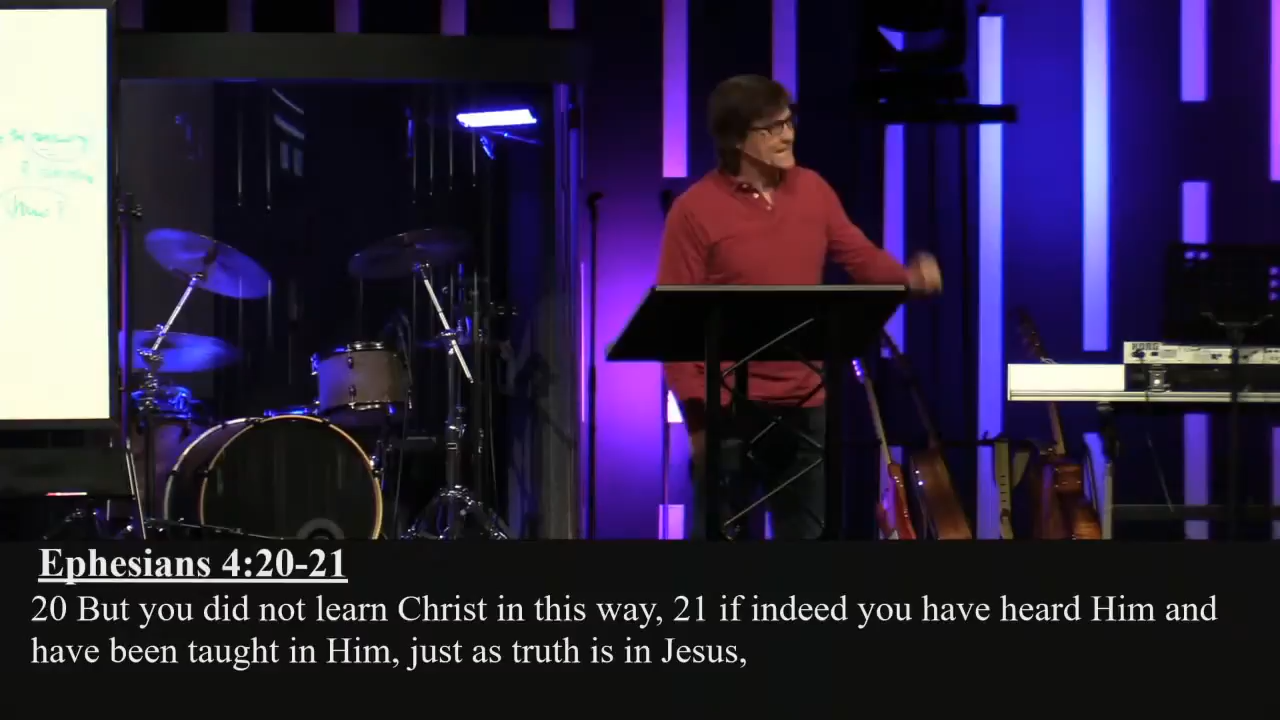 KORG
Ephesians 4:20-21
20 But you did not learn Christ in this way, 21 if indeed you have heard Him and
have been taught in Him, just as truth is in Jesus,